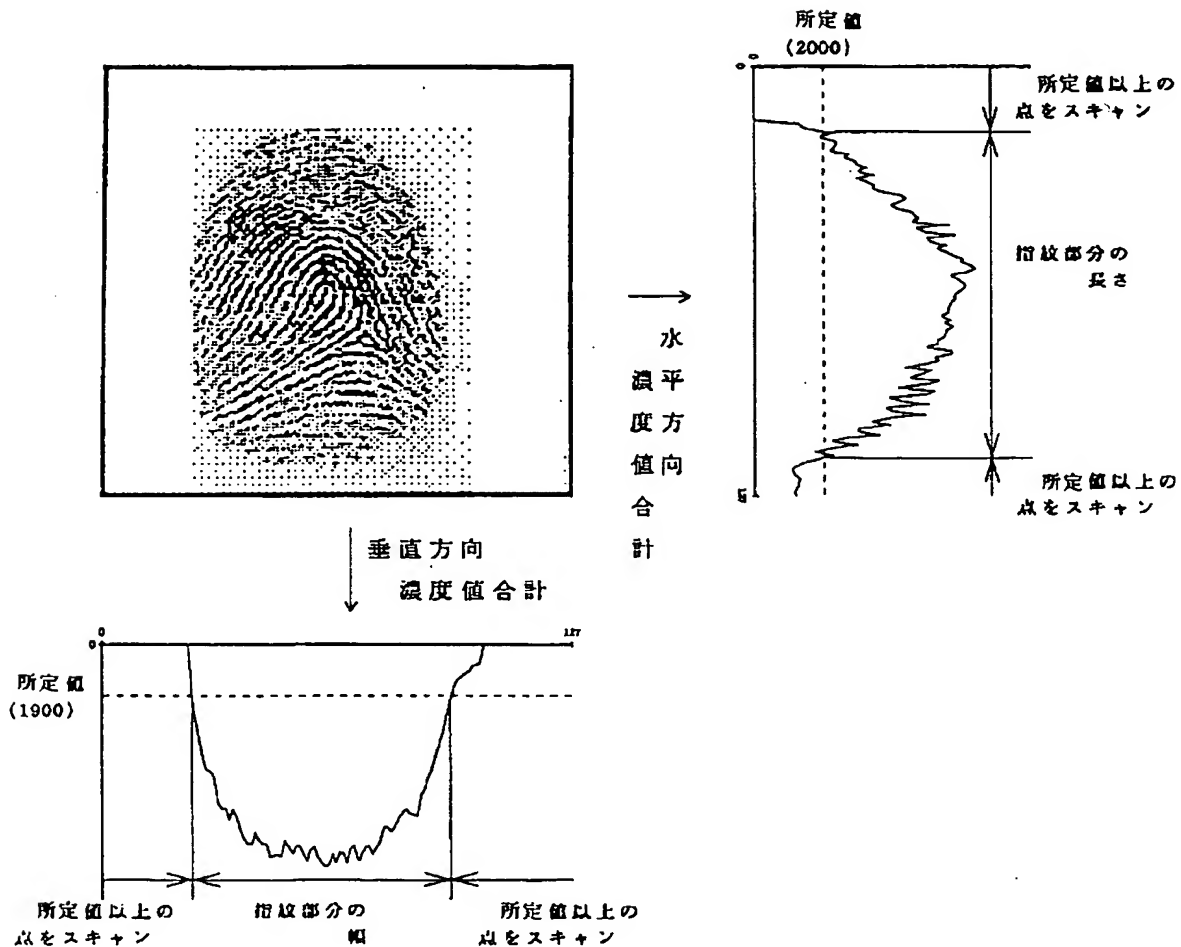 所定値
(2000)
0
0
所定値以上の
点をスキャン
指紋部分の
長さ
水平方向
濃度値合計
所定値以上の
点をスキャン
垂直方向
濃度値合計
0
127
0
所定値
(1900)
所定値以上の
点をスキャン
指紋部分の
幅
所定値以上の
点をスキャン